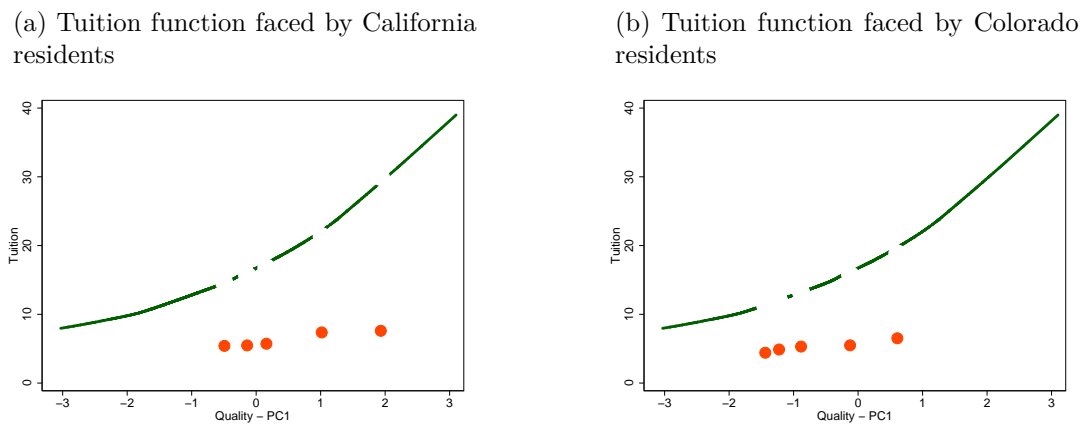 (a) Tuition function faced by California
residents
40
30
20
10
0
Tuition
−3 −2 −1 0 1 2 3
Quality − PC1
(b) Tuition function faced by Colorado
residents
40
30
20
10
0
Tuition
−3 −2 −1 0 1 2 3
Quality − PC1